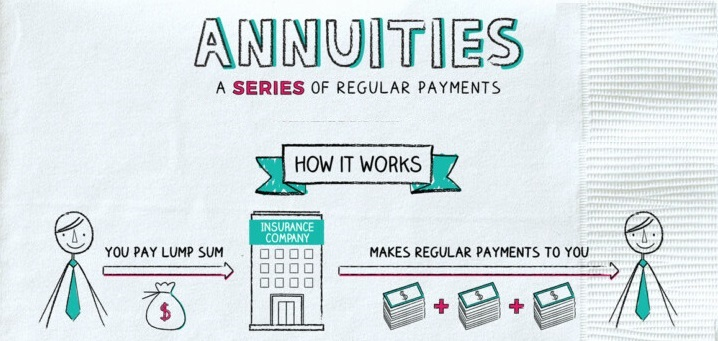 ANNUITIES
A SERIES OF REGULAR PAYMENTS
HOW IT WORKS
INSURANCE
COMPANY
YOU PAY LUMP SUM
MAKES REGULAR PAYMENTS TO YOU
$
$ + $ + $